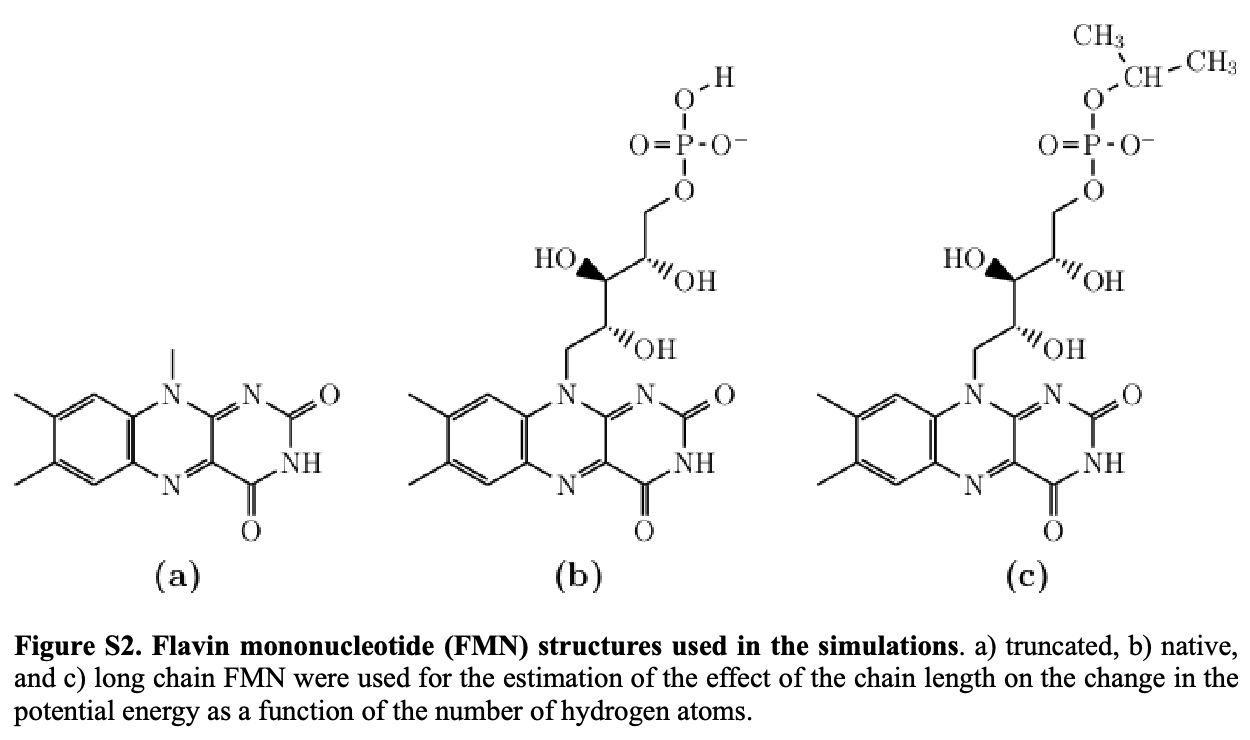 CH₃
CH - CH₃
H
O
O
O=P-O⁻
O=P-O⁻
O
O
HO
OH
HO
OH
OH
OH
N N O
N N O
N N O
NH
NH
NH
N
N
N
O
O
O
(a)
(b)
(c)
Figure S2. Flavin mononucleotide (FMN) structures used in the simulations. a) truncated, b) native,
and c) long chain FMN were used for the estimation of the effect of the chain length on the change in the
potential energy as a function of the number of hydrogen atoms.